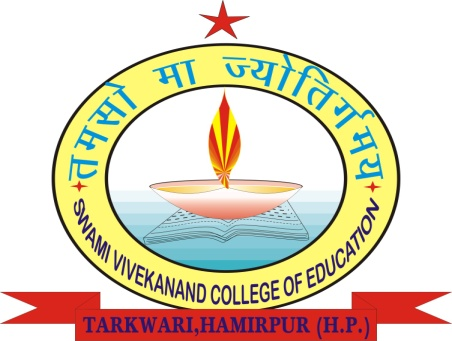 तमसो मा ज्योतिर्गमय
SWAMI VIVEKANAND COLLEGE OF EDUCATION
TARKWARI,HAMIRPUR (H.P.)